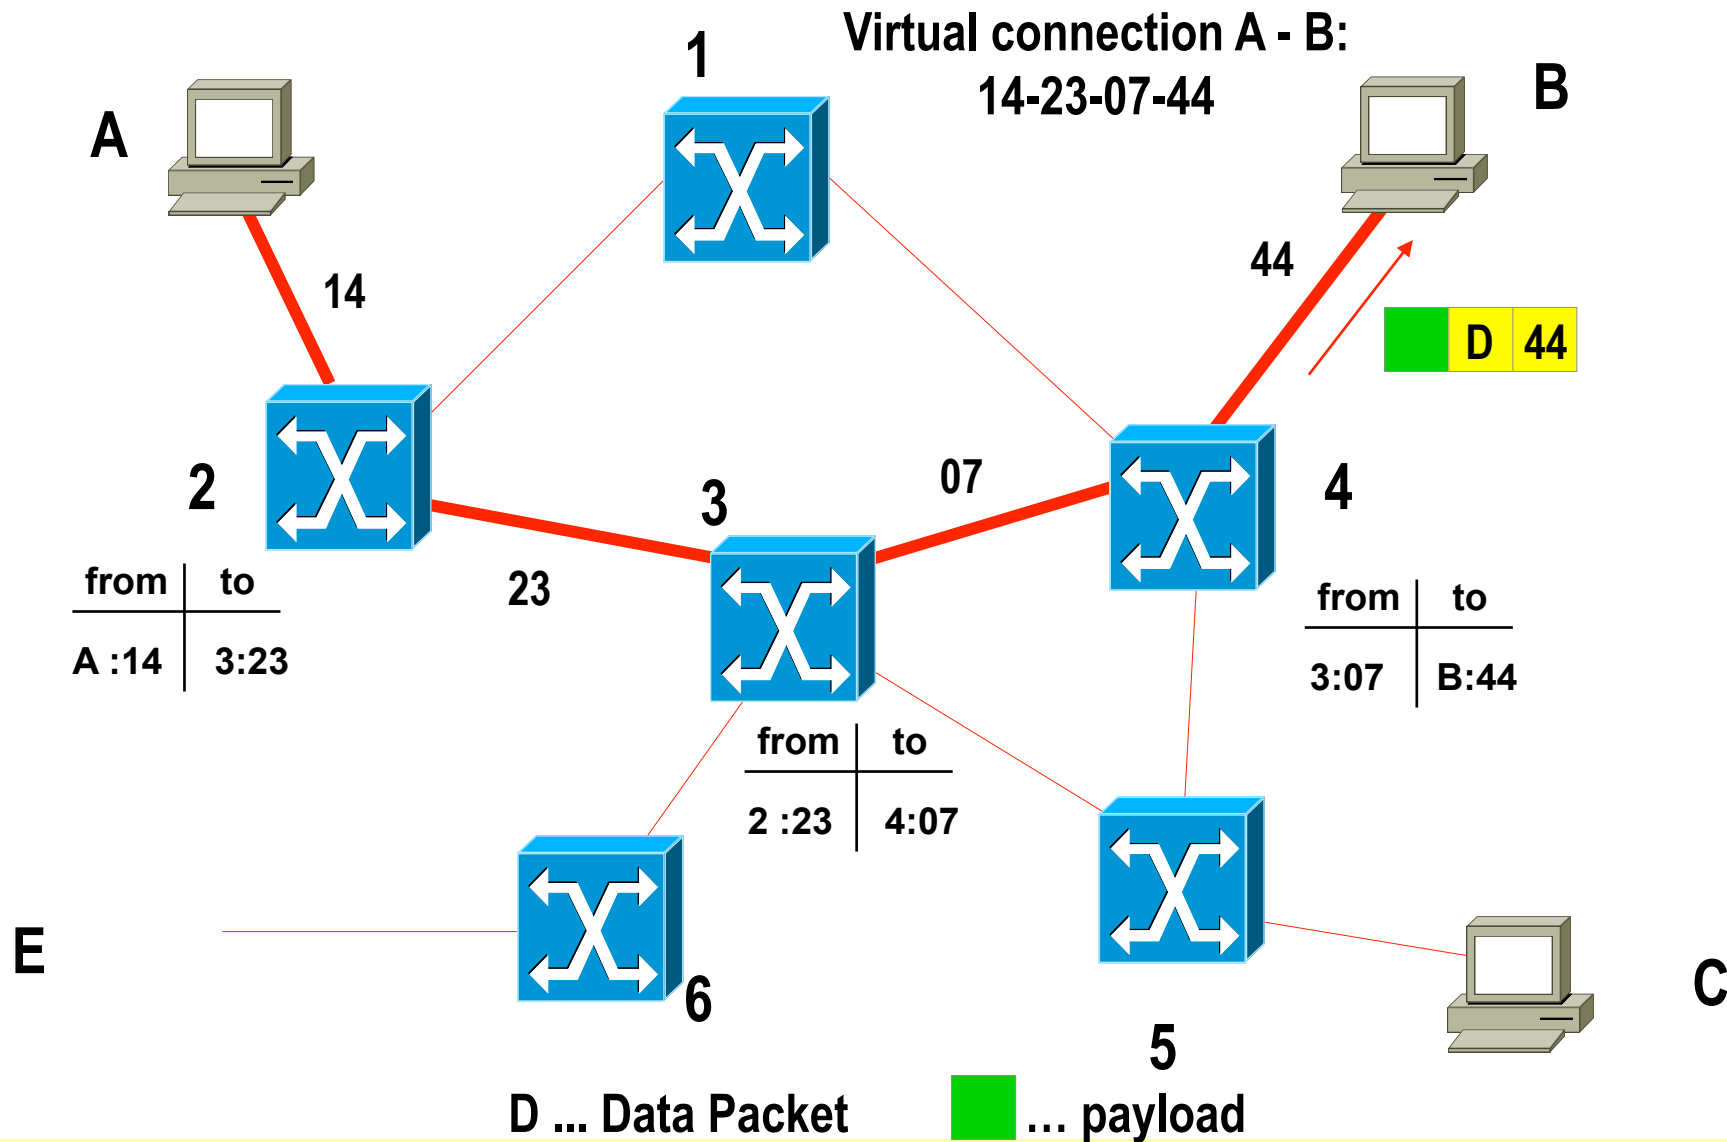 Virtual connection A - B:
14-23-07-44
1
A
B
14
44
D 44
2
3
07
4
23
from to
A :14 3:23
from to
3:07 B:44
from to
2 :23 4:07
E
6
C
5
D ... Data Packet
... payload